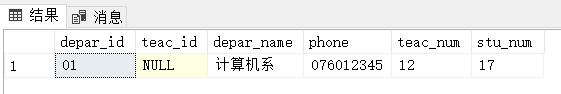 结果 消息
depar_id teac_id depar_name phone teac_num stu_num
1 01 NULL 计算机系 076012345 12 17